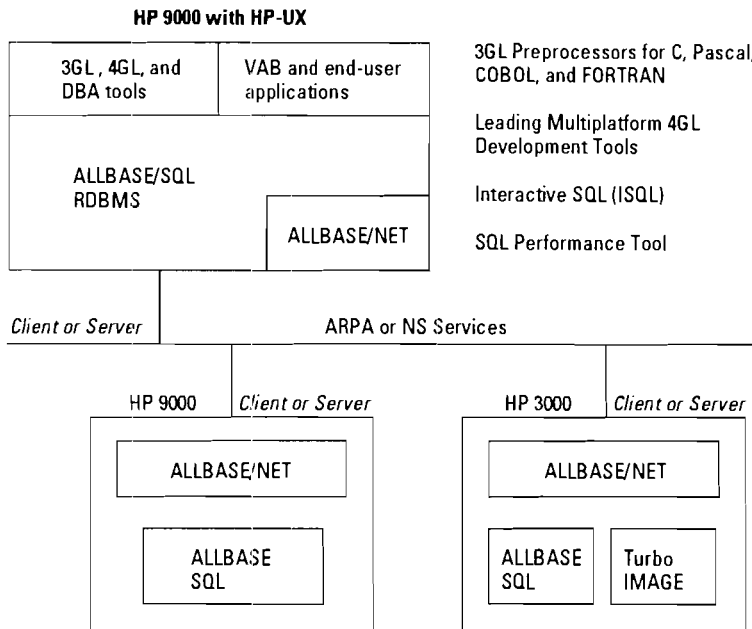 HP 9000 with HP-UX
3GL, 4GL, and
DBA tools
VAB and end-user
applications
ALLBASE/SQL
RDBMS
ALLBASE/NET
3GL Preprocessors for C, Pascal,
COBOL, and FORTRAN
Leading Multiplatform 4GL
Development Tools
Interactive SQL (ISQL)
SQL Performance Tool
Client or Server
ARPA or NS Services
HP 9000
Client or Server
ALLBASE/NET
ALLBASE
SQL
HP 3000
Client or Server
ALLBASE/NET
ALLBASE
SQL
Turbo
IMAGE